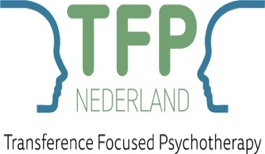 TFP
NEDERLAND
Transference Focused Psychotherapy